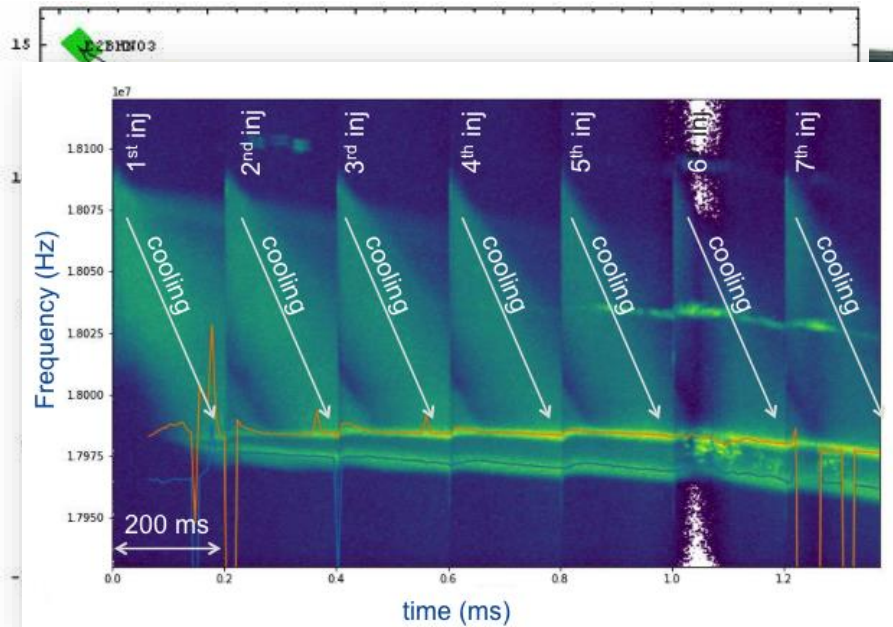 15
1e7
1.8100
1.8075
1.8050
1.8025
1.8000
1.7975
1.7950
Frequency (Hz)
1st inj
2nd inj
3rd inj
4th inj
5th inj
6 inj
7th inj
cooling
cooling
cooling
cooling
cooling
cooling
cooling
200 ms
0.0
0.2
0.4
0.6
0.8
1.0
1.2
time (ms)